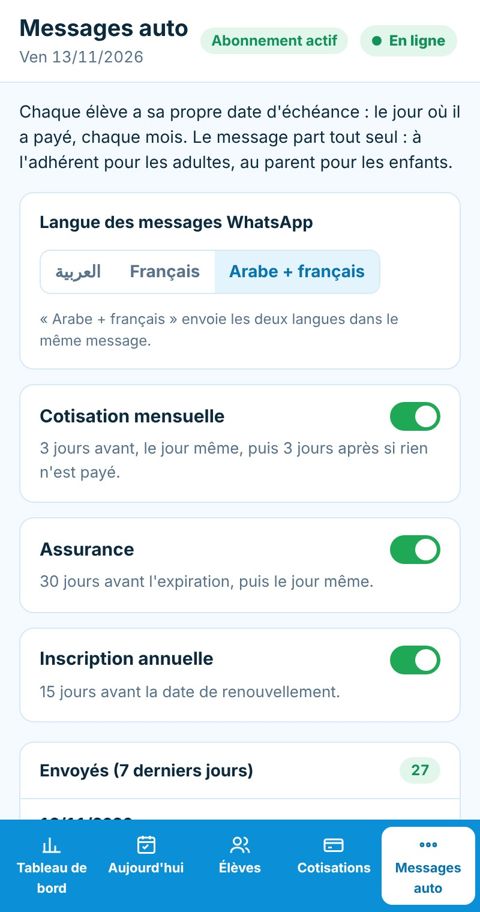 Messages auto
Ven 13/11/2026
Abonnement actif
En ligne
Chaque élève a sa propre date d'échéance : le jour où il
a payé, chaque mois. Le message part tout seul : à
l'adhérent pour les adultes, au parent pour les enfants.
Langue des messages WhatsApp
العربية
Français
Arabe + français
« Arabe + français » envoie les deux langues dans le
même message.
Cotisation mensuelle
3 jours avant, le jour même, puis 3 jours après si rien
n'est payé.
Assurance
30 jours avant l'expiration, puis le jour même.
Inscription annuelle
15 jours avant la date de renouvellement.
Envoyés (7 derniers jours)
27
Tableau de
bord
Aujourd'hui
Élèves
Cotisations
Messages
auto